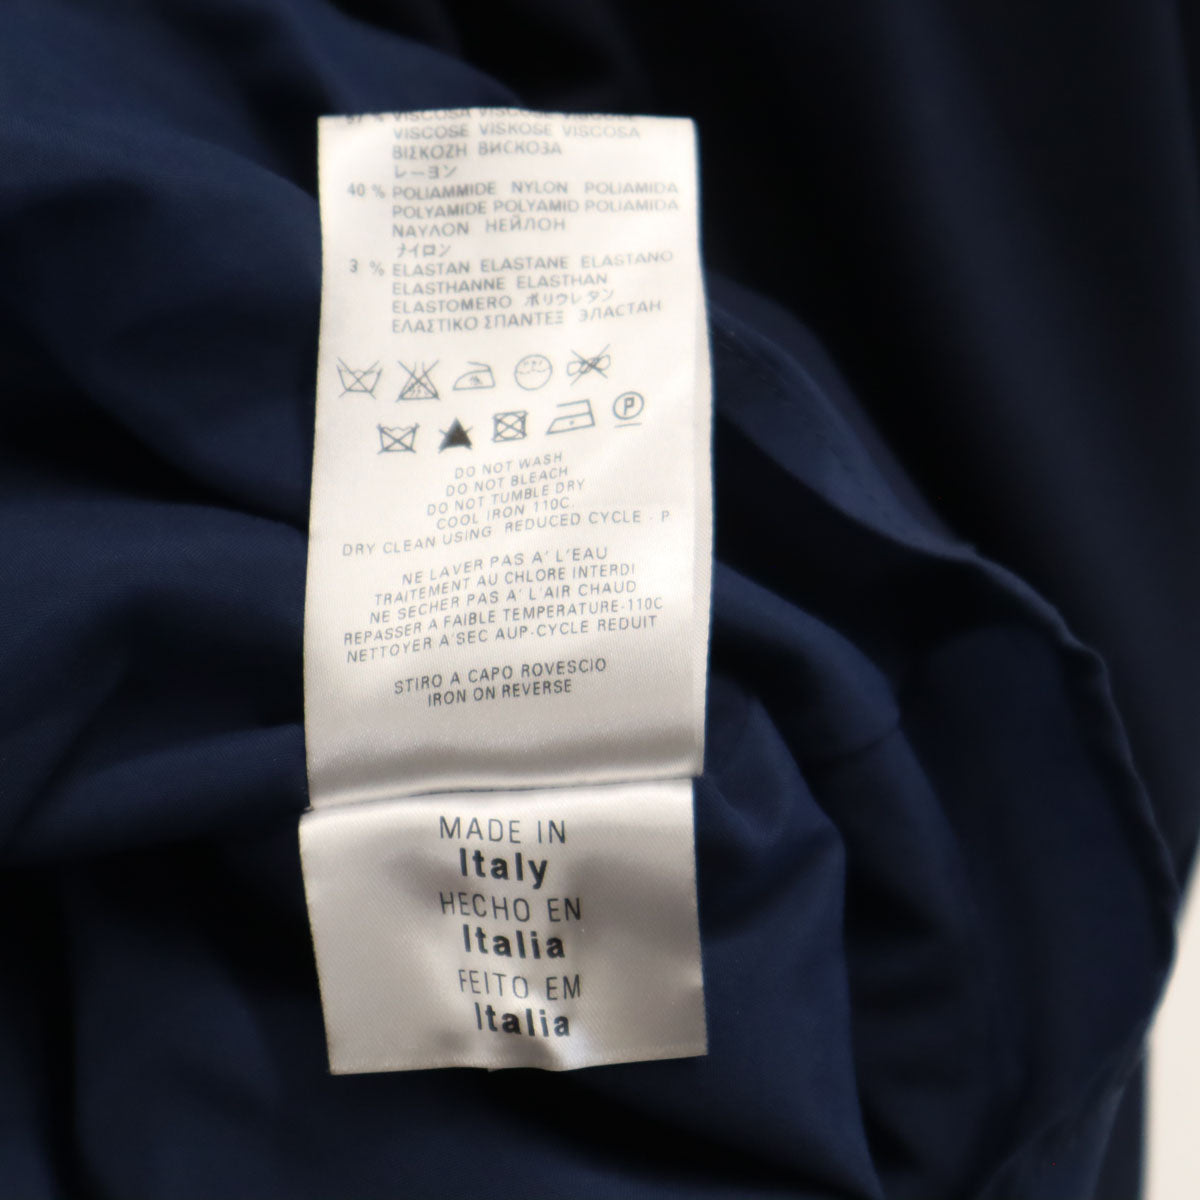 57 % VISCOSA VISCOSE VISCOSE
VISCOSE VISKOSE VISCOSA
ΒΙΣΚΟΖΗ ВИСКОЗА
レーヨン
40 % POLIAMMIDE NYLON POLIAMIDA
POLYAMIDE POLYAMID POLIAMIDA
ΝΑΥΛΟΝ НЕЙЛОН
ナイロン
3 % ELASTAN ELASTANE ELASTANO
ELASTHANNE ELASTHAN
ELASTOMERO ポリウレタン
ΕΛΑΣΤΙΚΟ ΣΠΑΝΤΕΞ ЭЛАСТАН
P
DO NOT WASH
DO NOT BLEACH
DO NOT TUMBLE DRY
COOL IRON 110C
DRY CLEAN USING REDUCED CYCLE - P
NE LAVER PAS A' L'EAU
TRAITEMENT AU CHLORE INTERDI
NE SECHER PAS A' L'AIR CHAUD
REPASSER A FAIBLE TEMPERATURE-110C
NETTOYER A'SEC AUP-CYCLE REDUIT
STIRO A CAPO ROVESCIO
IRON ON REVERSE
MADE IN
Italy
HECHO EN
Italia
FEITO EM
Italia